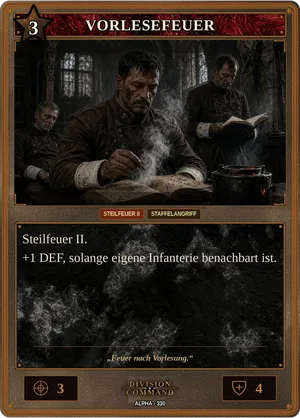 3
VORLESEFEUER
STEILFEUER II
STAFFELANGRIFF
Steilfeuer II.
+1 DEF, solange eigene Infanterie benachbart ist.
„Feuer nach Vorlesung.“
3
DIVISION
COMMAND
ALPHA · 330
4